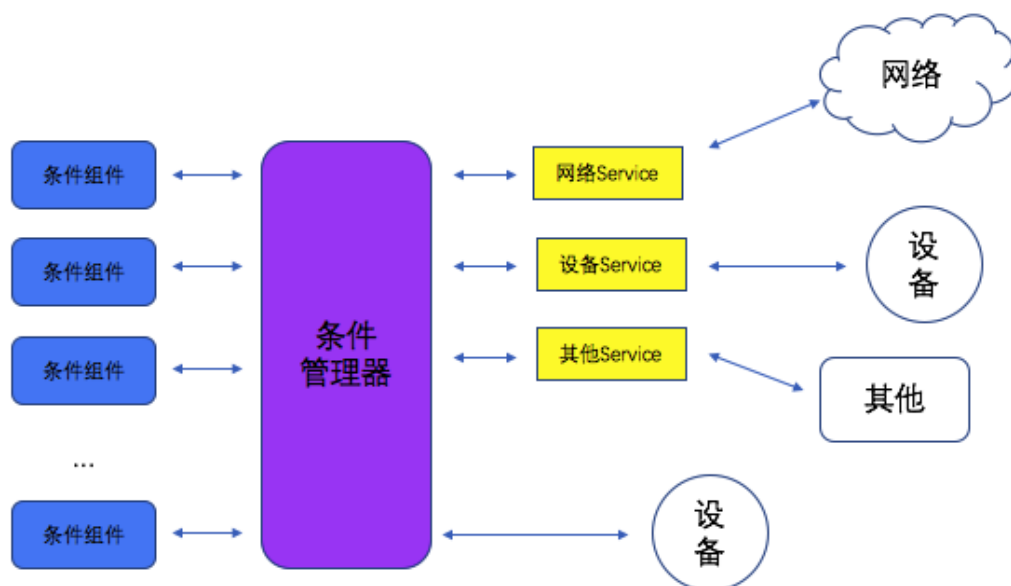 网络
条件组件
网络Service
条件组件
设备Service
设
备
条件
管理器
条件组件
其他Service
其他
...
条件组件
设
备